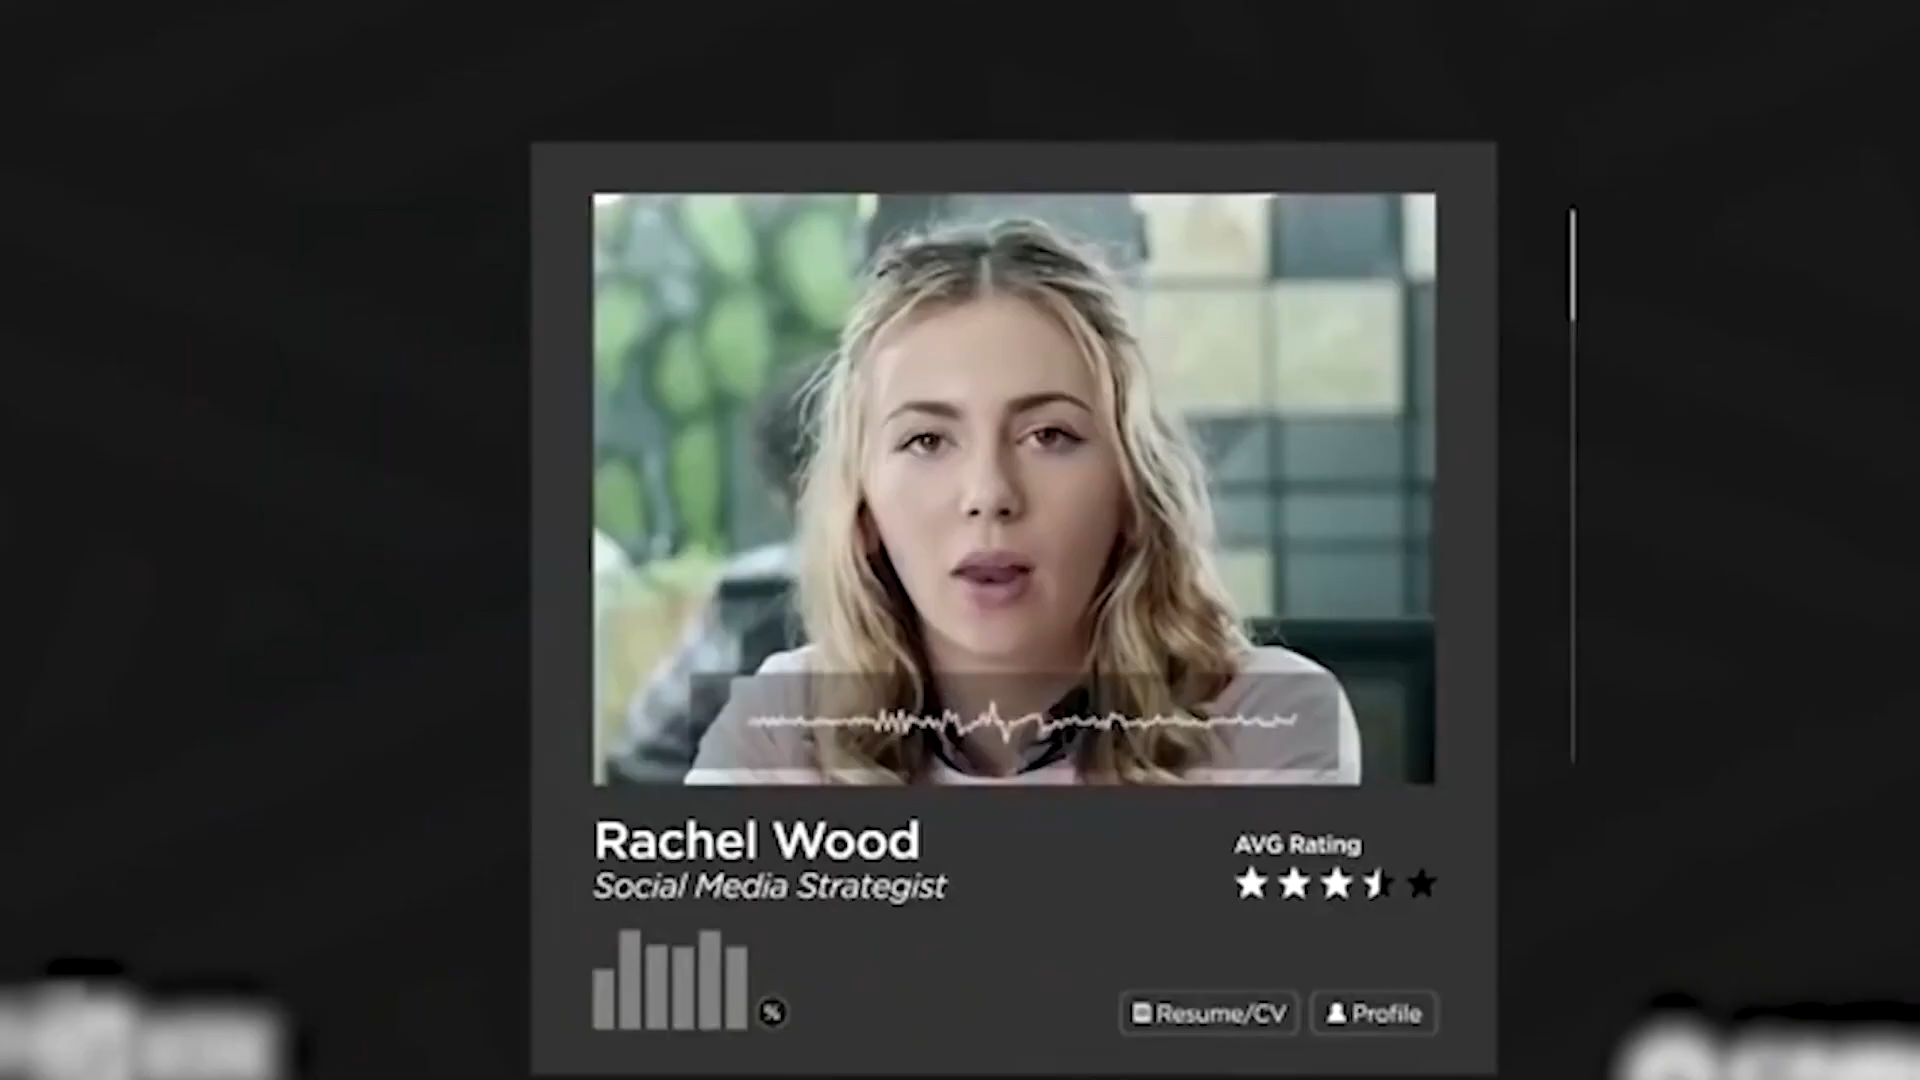 Rachel Wood
Social Media Strategist
AVG Rating
%
Resume/CV
Profile